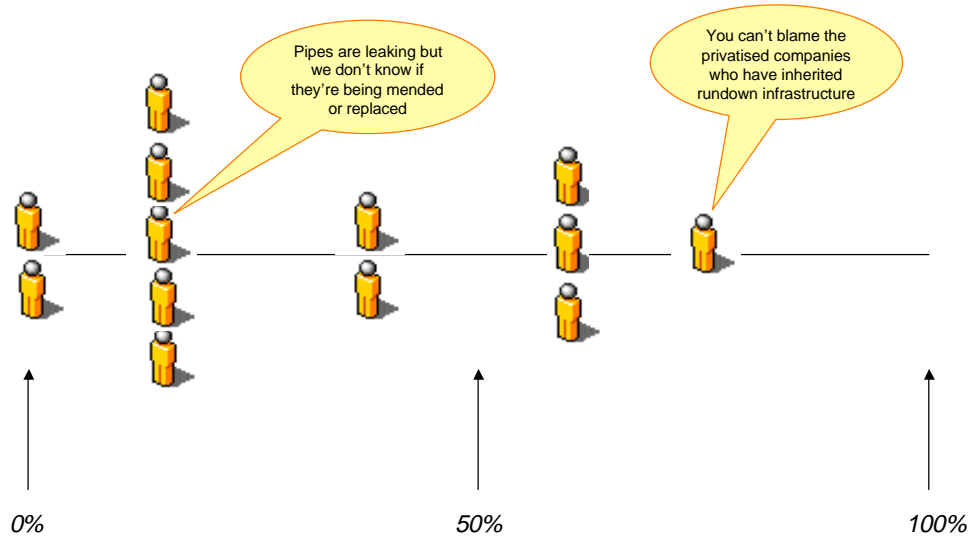 Pipes are leaking but
we don't know if
they're being mended
or replaced
You can't blame the
privatised companies
who have inherited
rundown infrastructure
0%
50%
100%